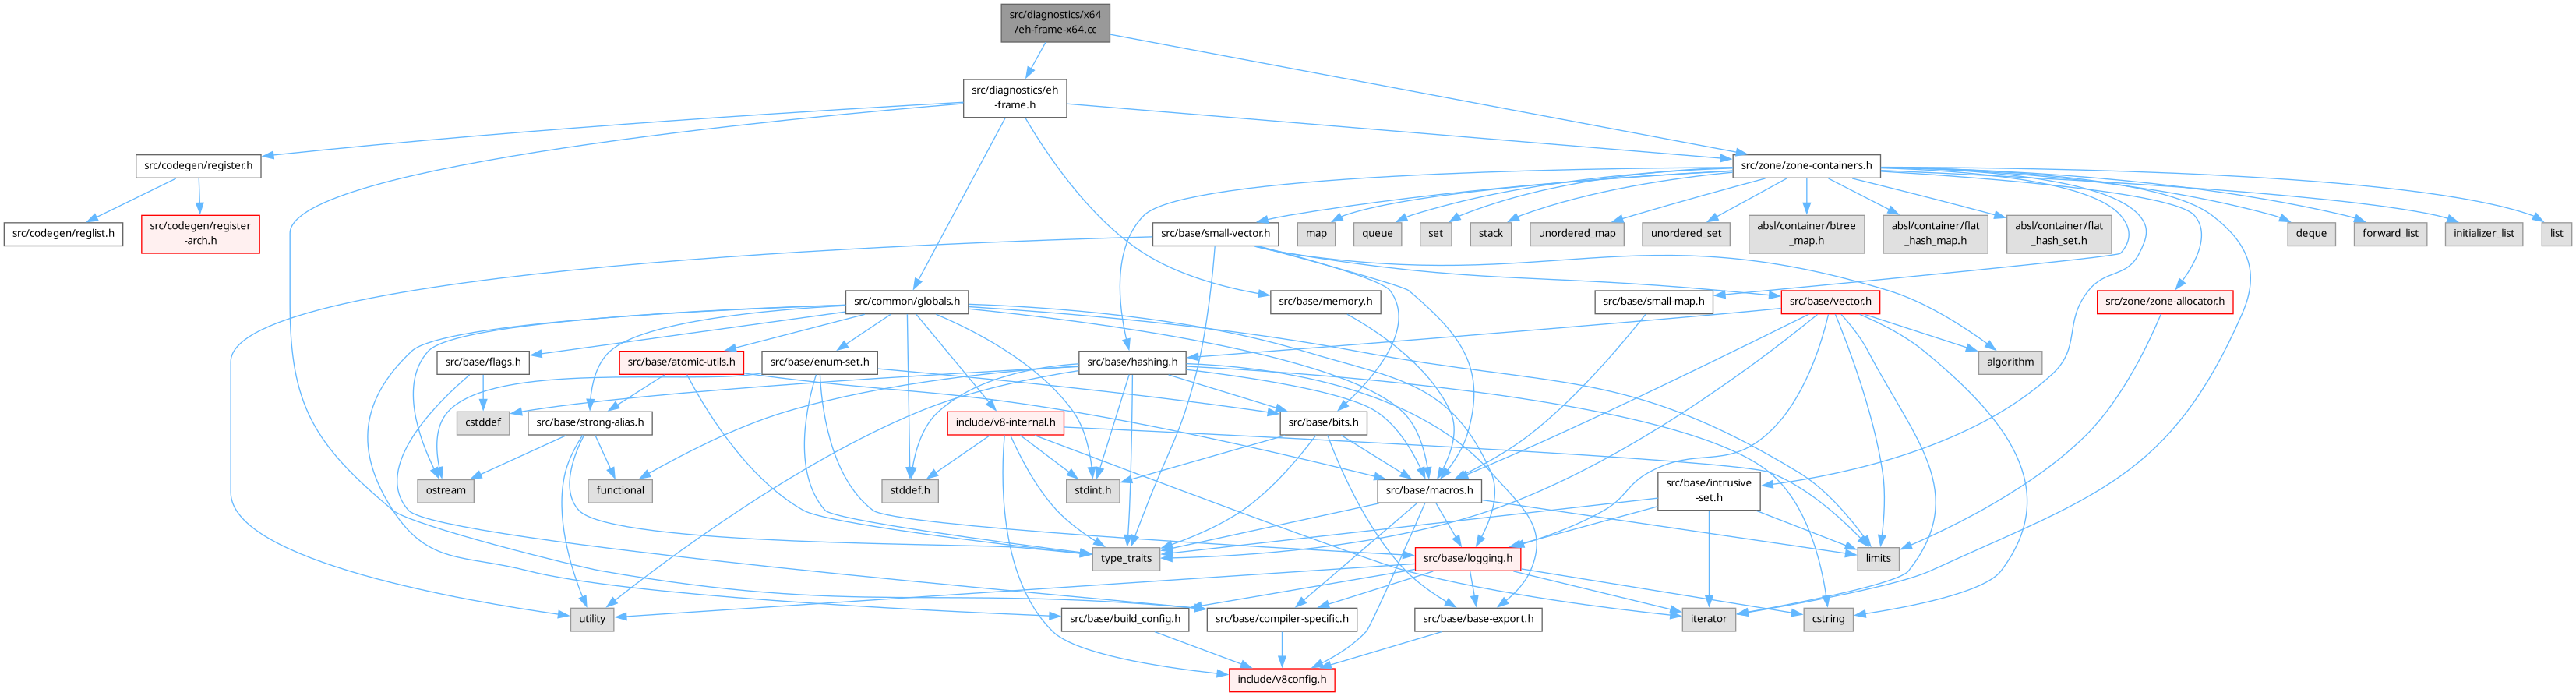 src/diagnostics/x64
/eh-frame-x64.cc
src/diagnostics/eh
-frame.h
src/codegen/register.h
src/zone/zone-containers.h
src/codegen/reglist.h
src/codegen/register
-arch.h
src/base/small-vector.h
map
queue
set
stack
unordered_map
unordered_set
absl/container/btree
_map.h
absl/container/flat
_hash_map.h
absl/container/flat
_hash_set.h
deque
forward_list
initializer_list
list
src/common/globals.h
src/base/memory.h
src/base/small-map.h
src/base/vector.h
src/zone/zone-allocator.h
src/base/flags.h
src/base/atomic-utils.h
src/base/enum-set.h
src/base/hashing.h
algorithm
cstddef
src/base/strong-alias.h
include/v8-internal.h
src/base/bits.h
ostream
functional
stddef.h
stdint.h
src/base/macros.h
src/base/intrusive
-set.h
type_traits
src/base/logging.h
limits
utility
src/base/build_config.h
src/base/compiler-specific.h
src/base/base-export.h
iterator
cstring
include/v8config.h